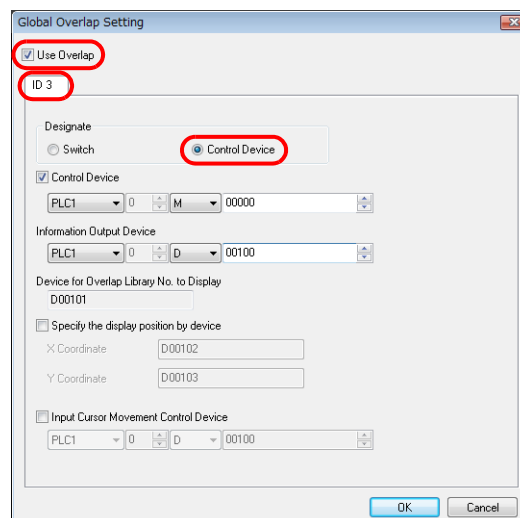 Global Overlap Setting
Use Overlap
ID 3
Designate
Switch Control Device
Control Device
PLC1 0 M 00000
Information Output Device
PLC1 0 D 00100
Device for Overlap Library No. to Display
D00101
Specify the display position by device
X Coordinate D00102
Y Coordinate D00103
Input Cursor Movement Control Device
PLC1 0 D 00100
OK Cancel